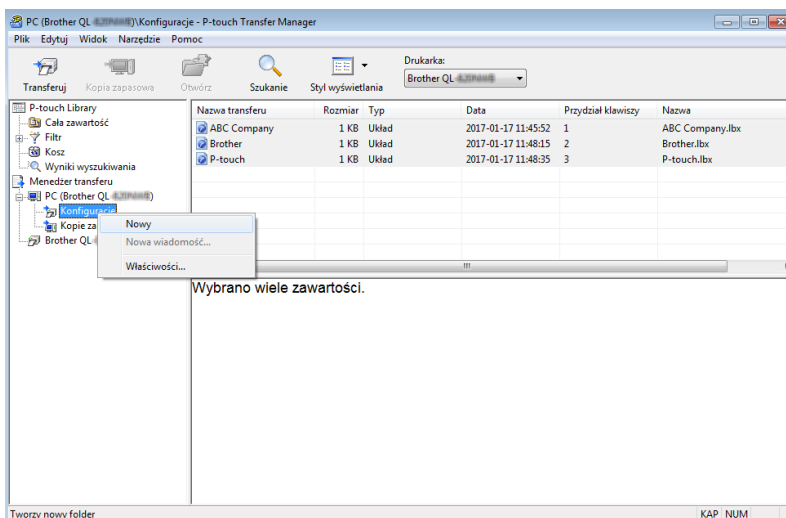 PC (Brother QL )\Konfiguracje - P-touch Transfer Manager
Plik Edytuj Widok Narzędzie Pomoc
Transferuj Kopia zapasowa Otwórz Szukanie Styl wyświetlania
Drukarka:
Brother QL
P-touch Library
Cała zawartość
Filtr
Kosz
Wyniki wyszukiwania
Menedżer transferu
PC (Brother QL )
Konfiguracje
Kopie za
Brother QL
Nowy
Nowa wiadomość...
Właściwości...
Nazwa transferu Rozmiar Typ Data Przydział klawiszy Nazwa
ABC Company 1 KB Układ 2017-01-17 11:45:52 1 ABC Company.lbx
Brother 1 KB Układ 2017-01-17 11:48:15 2 Brother.lbx
P-touch 1 KB Układ 2017-01-17 11:48:35 3 P-touch.lbx
Wybrano wiele zawartości.
Tworzy nowy folder
KAP NUM